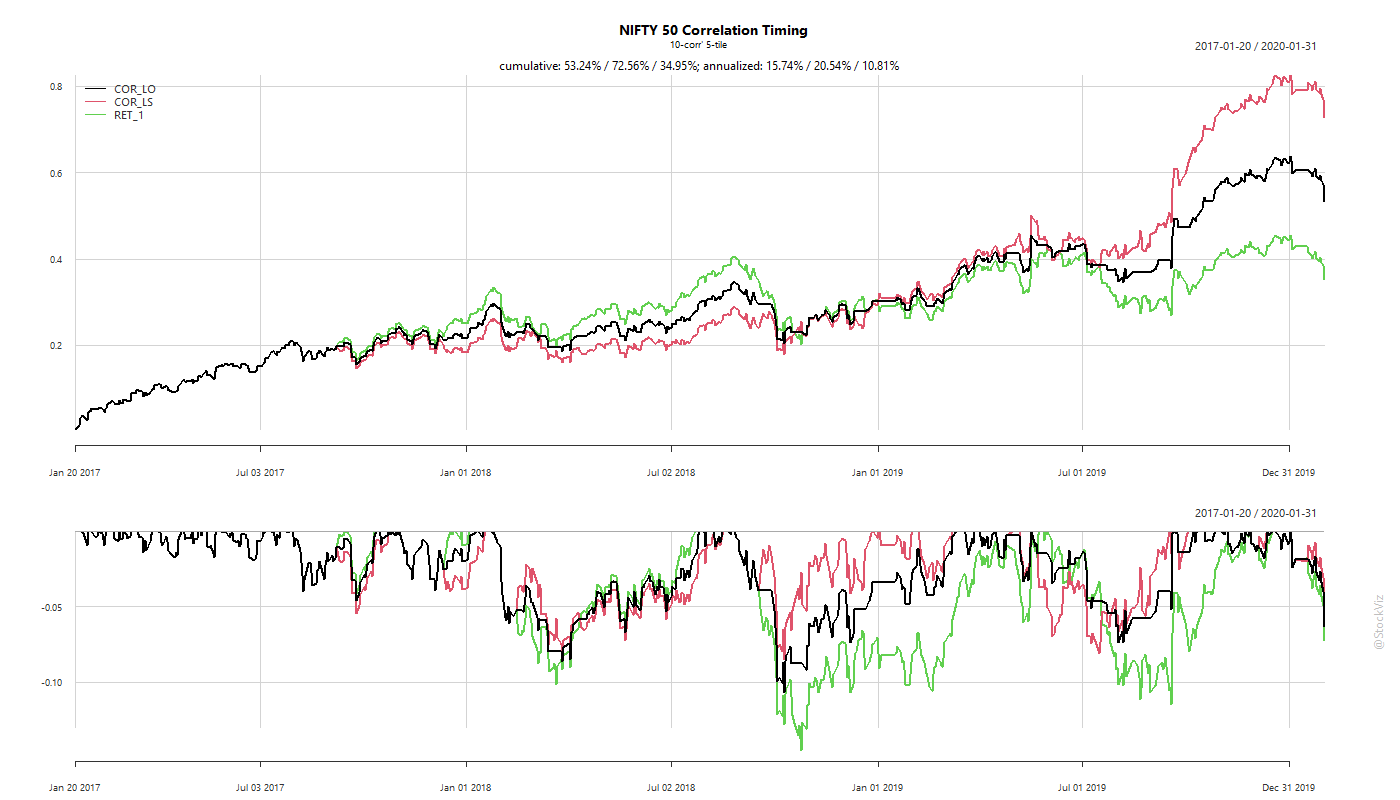 NIFTY 50 Correlation Timing
10-corr' 5-tile
2017-01-20 / 2020-01-31
cumulative: 53.24% / 72.56% / 34.95%; annualized: 15.74% / 20.54% / 10.81%
COR_LO
COR_LS
RET_1
0.8
0.6
0.4
0.2
Jan 20 2017 Jul 03 2017 Jan 01 2018 Jul 02 2018 Jan 01 2019 Jul 01 2019 Dec 31 2019
2017-01-20 / 2020-01-31
-0.05
-0.10
Jan 20 2017 Jul 03 2017 Jan 01 2018 Jul 02 2018 Jan 01 2019 Jul 01 2019 Dec 31 2019
@StockViz